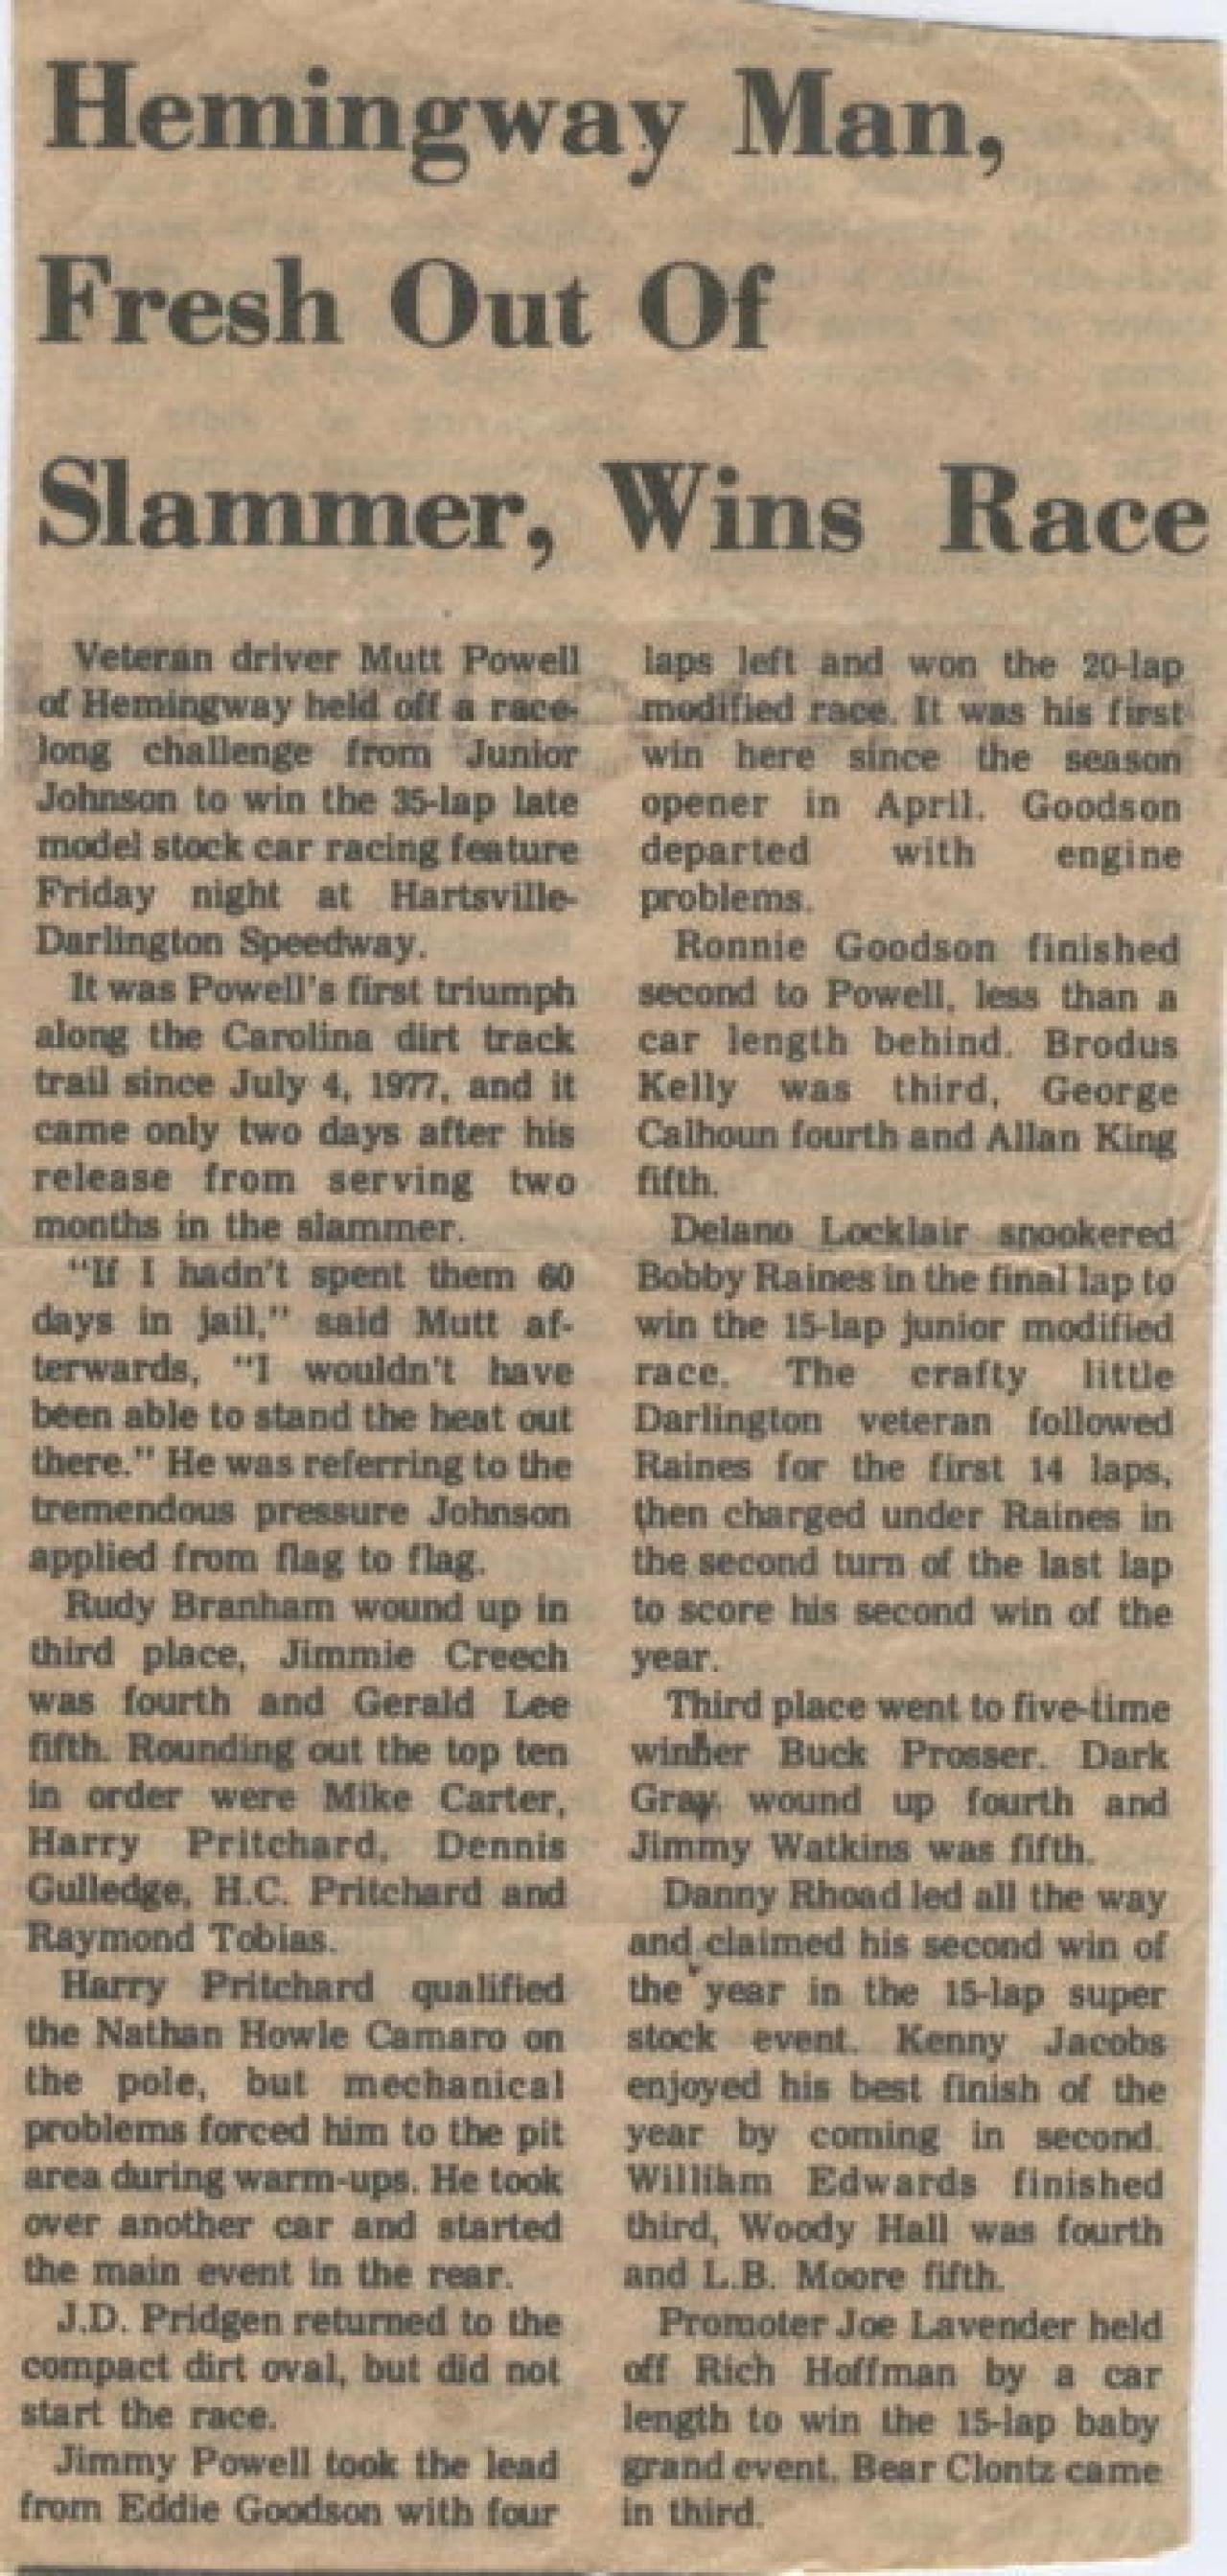 Hemingway Man,
Fresh Out Of
Slammer, Wins Race
Veteran driver Mutt Powell
of Hemingway held off a race-
long challenge from Junior
Johnson to win the 35-lap late
model stock car racing feature
Friday night at Hartsville-
Darlington Speedway.
It was Powell's first triumph
along the Carolina dirt track
trail since July 4, 1977, and it
came only two days after his
release from serving two
months in the slammer.
"If I hadn't spent them 60
days in jail," said Mutt af-
terwards, "I wouldn't have
been able to stand the heat out
there." He was referring to the
tremendous pressure Johnson
applied from flag to flag.
Rudy Branham wound up in
third place, Jimmie Creech
was fourth and Gerald Lee
fifth. Rounding out the top ten
in order were Mike Carter,
Harry Pritchard, Dennis
Gulledge, H.C. Pritchard and
Raymond Tobias.
Harry Pritchard qualified
the Nathan Howle Camaro on
the pole, but mechanical
problems forced him to the pit
area during warm-ups. He took
over another car and started
the main event in the rear.
J.D. Pridgen returned to the
compact dirt oval, but did not
start the race.
Jimmy Powell took the lead
from Eddie Goodson with four
laps left and won the 20-lap
modified race. It was his first
win here since the season
opener in April. Goodson
departed with engine
problems.
Ronnie Goodson finished
second to Powell, less than a
car length behind. Brodus
Kelly was third, George
Calhoun fourth and Allan King
fifth.
Delano Locklair snookered
Bobby Raines in the final lap to
win the 15-lap junior modified
race. The crafty little
Darlington veteran followed
Raines for the first 14 laps,
then charged under Raines in
the second turn of the last lap
to score his second win of the
year.
Third place went to five-time
winner Buck Prosser. Dark
Gray wound up fourth and
Jimmy Watkins was fifth.
Danny Rhoad led all the way
and claimed his second win of
the year in the 15-lap super
stock event. Kenny Jacobs
enjoyed his best finish of the
year by coming in second.
William Edwards finished
third, Woody Hall was fourth
and L.B. Moore fifth.
Promoter Joe Lavender held
off Rich Hoffman by a car
length to win the 15-lap baby
grand event. Bear Clontz came
in third.